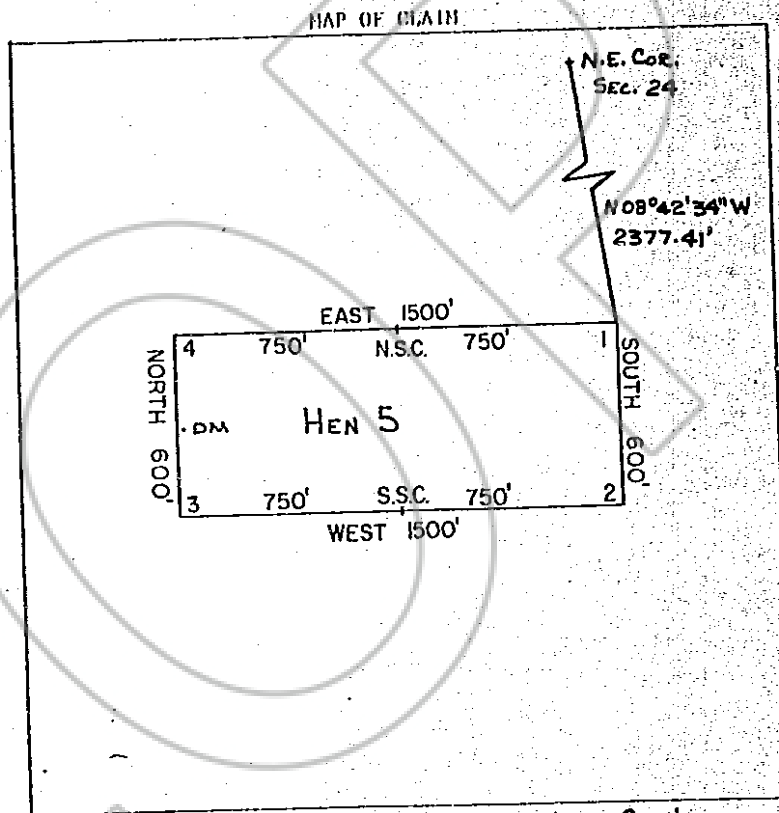 MAP OF CLAIM
N.E. COR.
SEC. 24
N 08°42'34" W
2377.41'
EAST 1500'
4 750' N.S.C. 750' 1
NORTH 600'
SOUTH 600'
.DM HEN 5
3 750' S.S.C. 750' 2
WEST 1500'